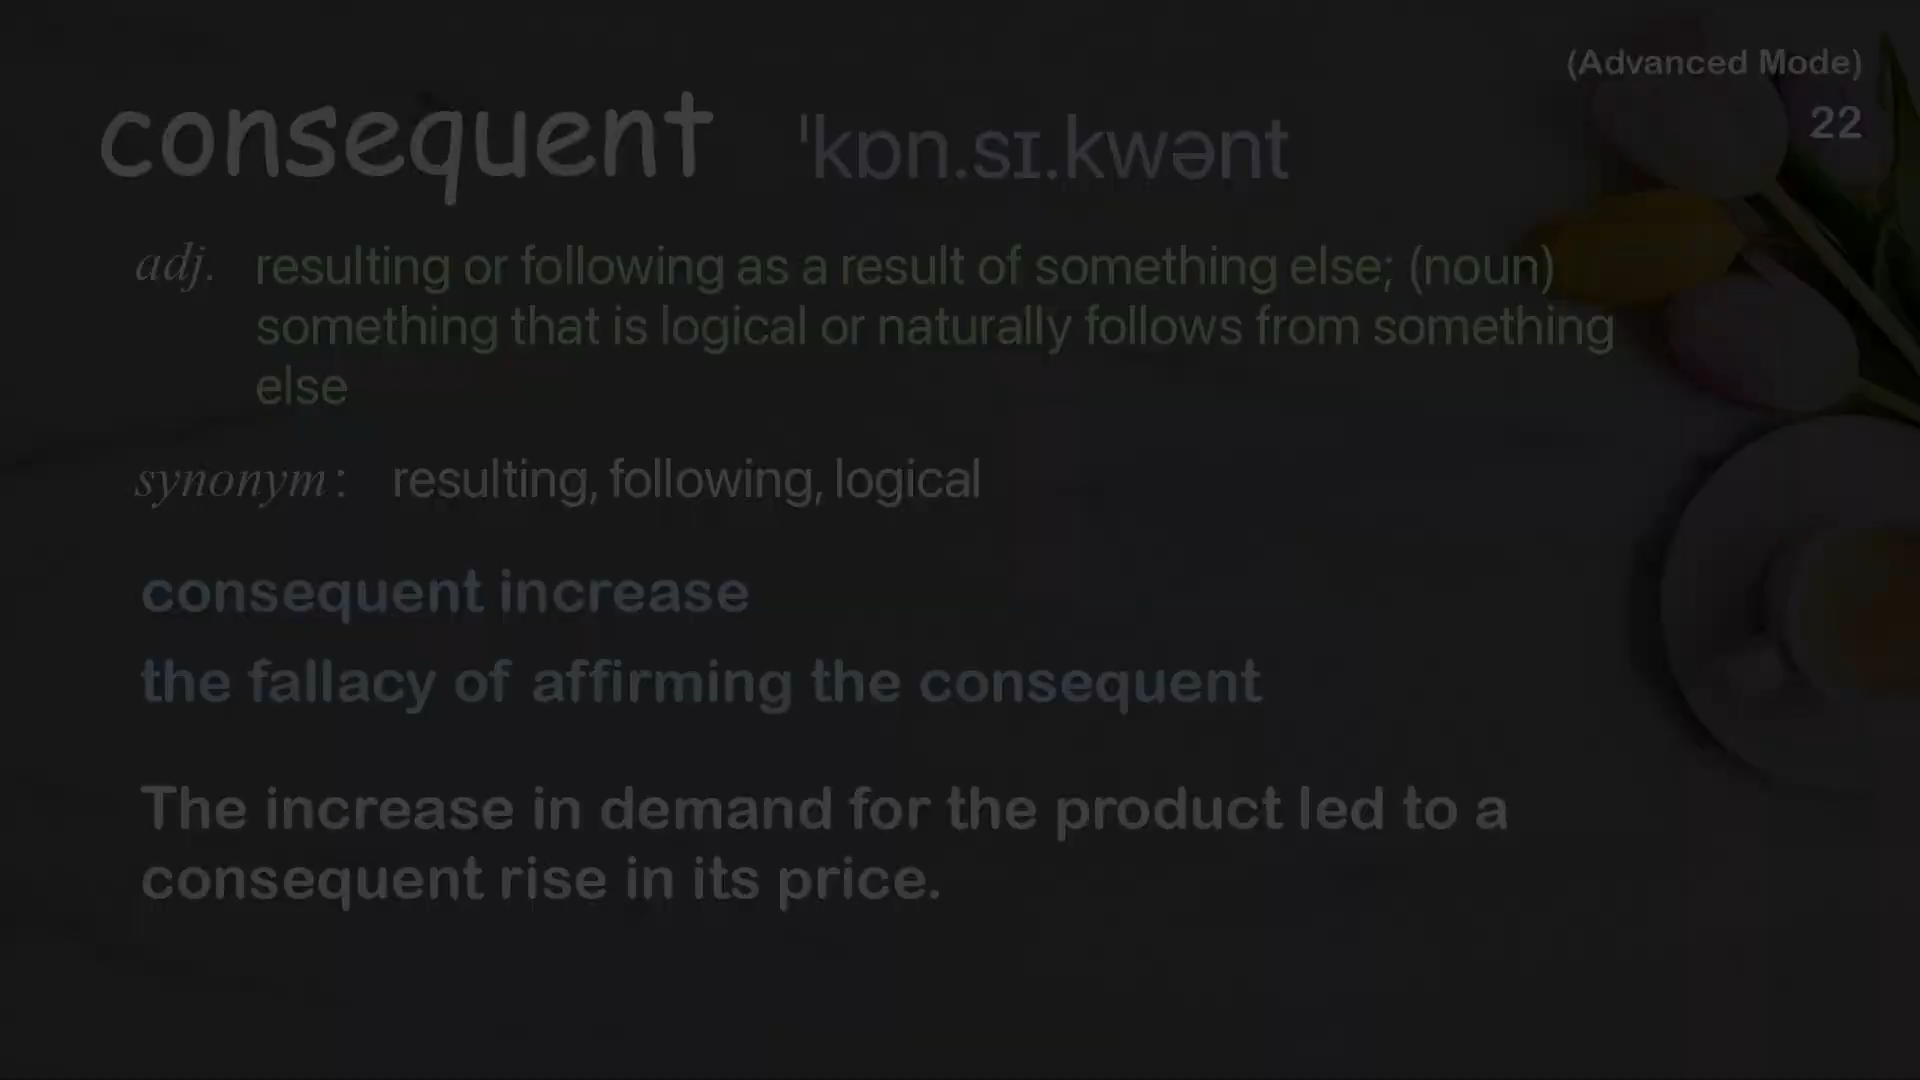 (Advanced Mode)
22
consequent ˈkɒn.sɪ.kwənt
adj. resulting or following as a result of something else; (noun)
something that is logical or naturally follows from something
else
synonym: resulting, following, logical
consequent increase
the fallacy of affirming the consequent
The increase in demand for the product led to a
consequent rise in its price.